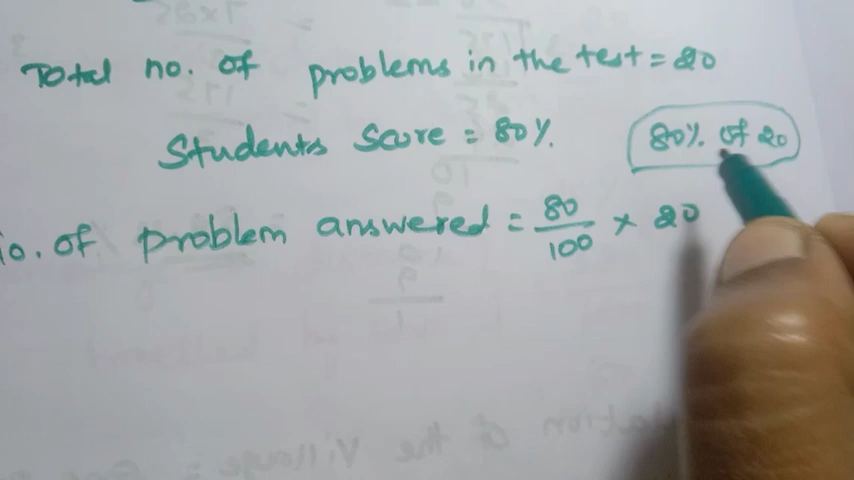 Total no. of problems in the test = 20
Students Score = 80%.
80%. of 20
No. of problem answered = 80/100 × 20